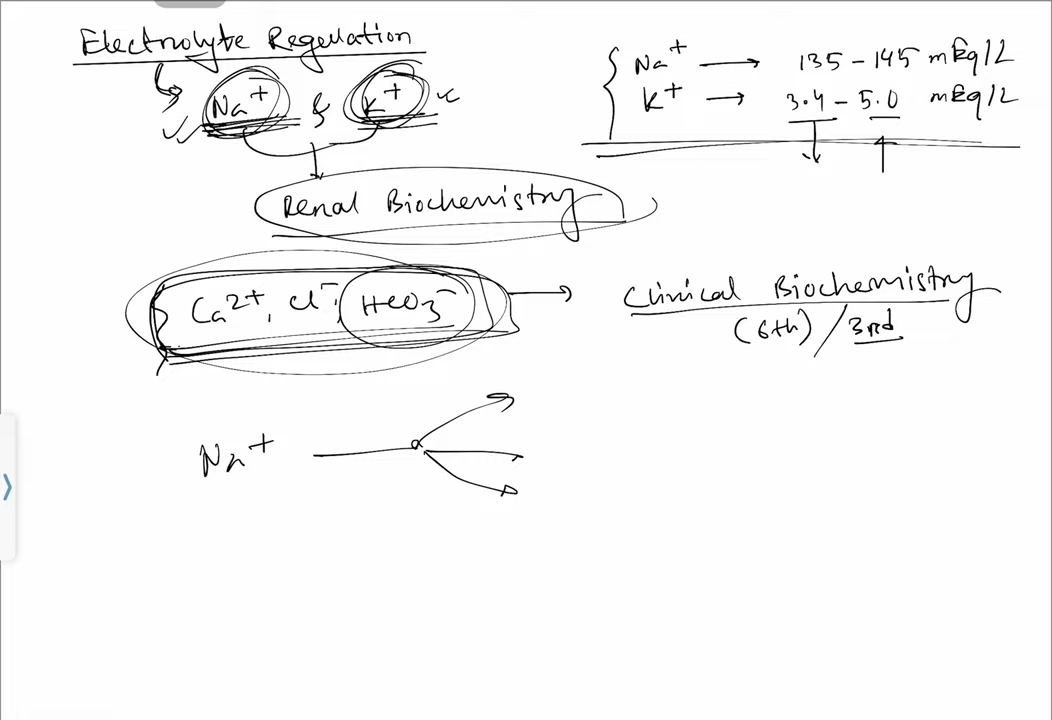 Electrolyte Regulation
Na⁺ & K⁺
Na⁺ → 135 - 145 mEq/L
K⁺ → 3.4 - 5.0 mEq/L
Renal Biochemistry
Ca²⁺, Cl⁻, HCO₃⁻ → Clinical Biochemistry
(6th) / 3rd
Na⁺